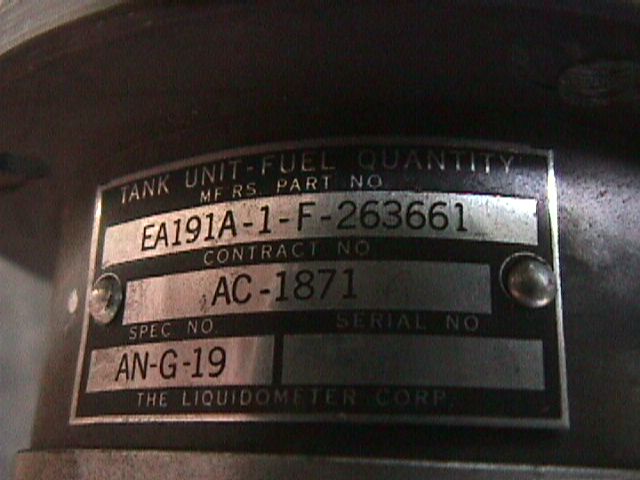 TANK UNIT-FUEL QUANTITY
MFRS. PART NO
EA191A-1-F-263661
CONTRACT NO
AC-1871
SPEC NO. SERIAL NO
AN-G-19
THE LIQUIDOMETER CORP.